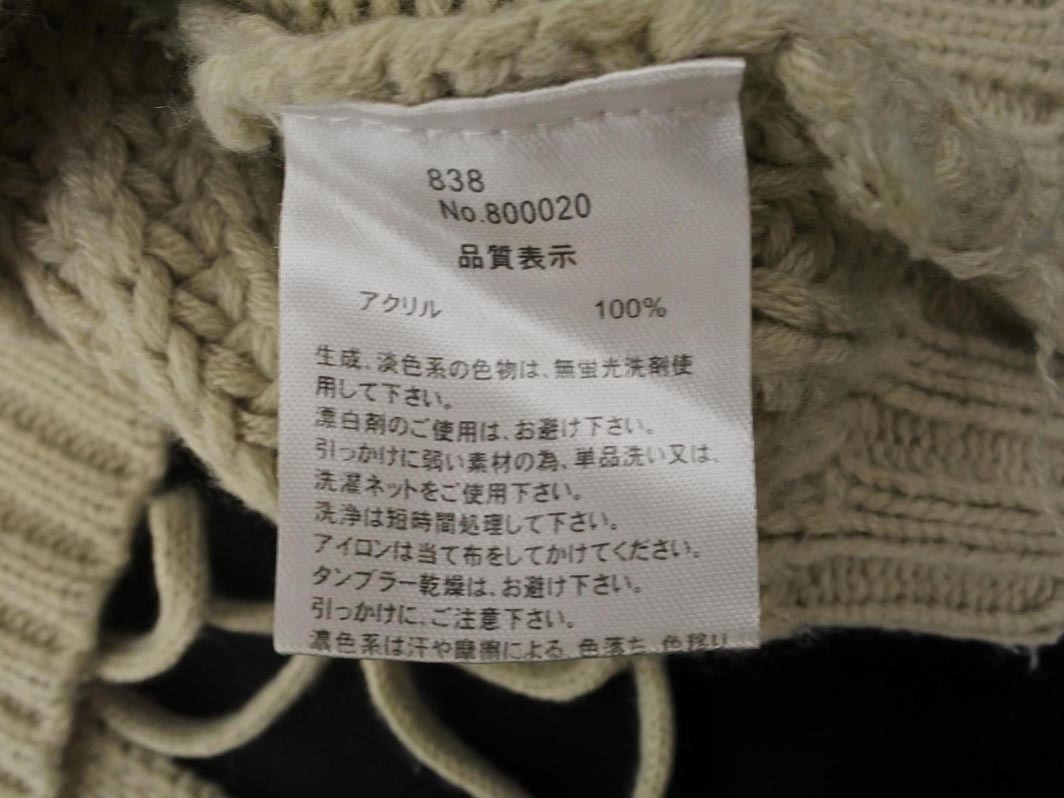 838
No.800020
品質表示
アクリル 100%
生成、淡色系の色物は、無蛍光洗剤使
用して下さい。
漂白剤のご使用は、お避け下さい。
引っかけに弱い素材の為、単品洗い又は、
洗濯ネットをご使用下さい。
洗浄は短時間処理して下さい。
アイロンは当て布をしてかけてください。
タンブラー乾燥は、お避け下さい。
引っかけに、ご注意下さい。
濃色系は汗や摩擦による、色落ち、色移り